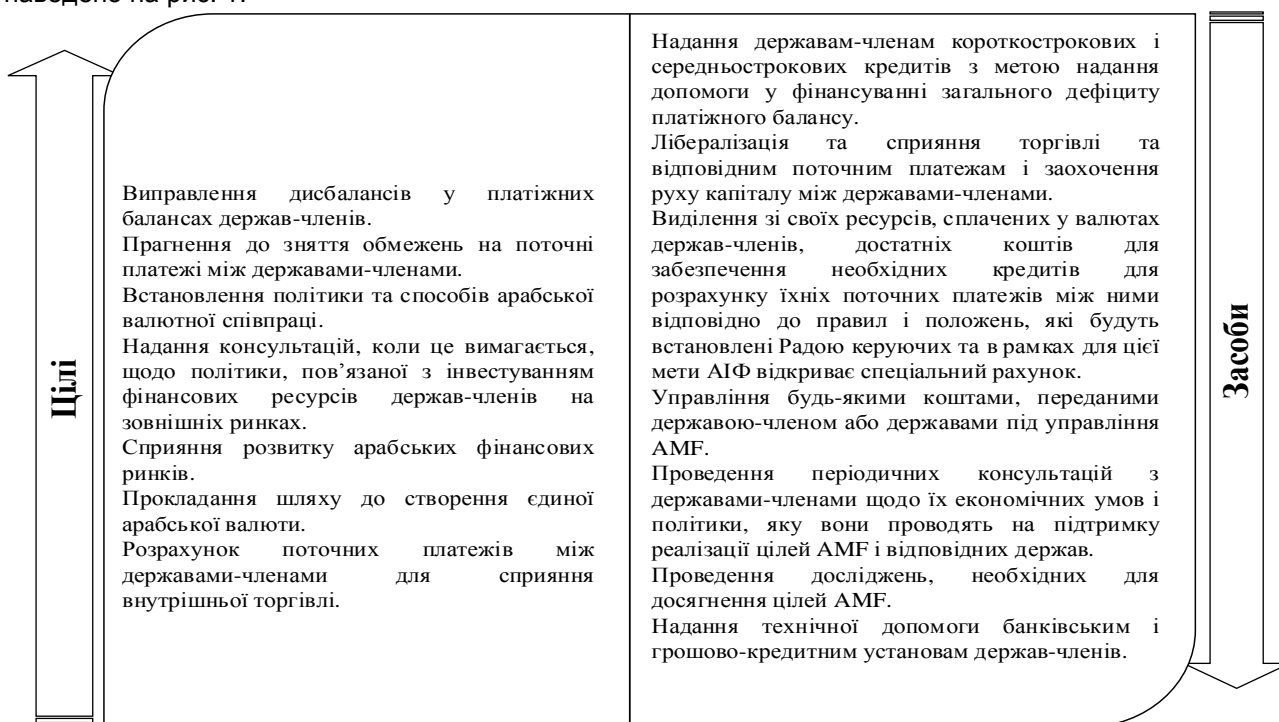 Цілі
Виправлення дисбалансів у платіжних
балансах держав-членів.
Прагнення до зняття обмежень на поточні
платежі між державами-членами.
Встановлення політики та способів арабської
валютної співпраці.
Надання консультацій, коли це вимагається,
щодо політики, пов’язаної з інвестуванням
фінансових ресурсів держав-членів на
зовнішніх ринках.
Сприяння розвитку арабських фінансових
ринків.
Прокладання шляху до створення єдиної
арабської валюти.
Розрахунок поточних платежів між
державами-членами для сприяння
внутрішньої торгівлі.
Надання державам-членам короткострокових і
середньострокових кредитів з метою надання
допомоги у фінансуванні загального дефіциту
платіжного балансу.
Лібералізація та сприяння торгівлі та
відповідним поточним платежам і заохочення
руху капіталу між державами-членами.
Виділення зі своїх ресурсів, сплачених у валютах
держав-членів, достатніх коштів для
забезпечення необхідних кредитів для
розрахунку їхніх поточних платежів між ними
відповідно до правил і положень, які будуть
встановлені Радою керуючих та в рамках для цієї
мети АІФ відкриває спеціальний рахунок.
Управління будь-якими коштами, переданими
державою-членом або державами під управління
AMF.
Проведення періодичних консультацій з
державами-членами щодо їх економічних умов і
політики, яку вони проводять на підтримку
реалізації цілей AMF і відповідних держав.
Проведення досліджень, необхідних для
досягнення цілей AMF.
Надання технічної допомоги банківським і
грошово-кредитним установам держав-членів.
Засоби